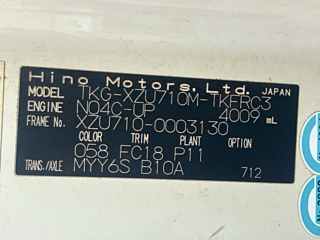 Hino Motors, Ltd. JAPAN
MODEL TKG-XZU710M-TKFRC3
ENGINE N04C-UP 4009 mL
FRAME No. XZU710-0003130
COLOR TRIM PLANT OPTION
058 FC18 P11
TRANS./AXLE MYY6S B10A 712